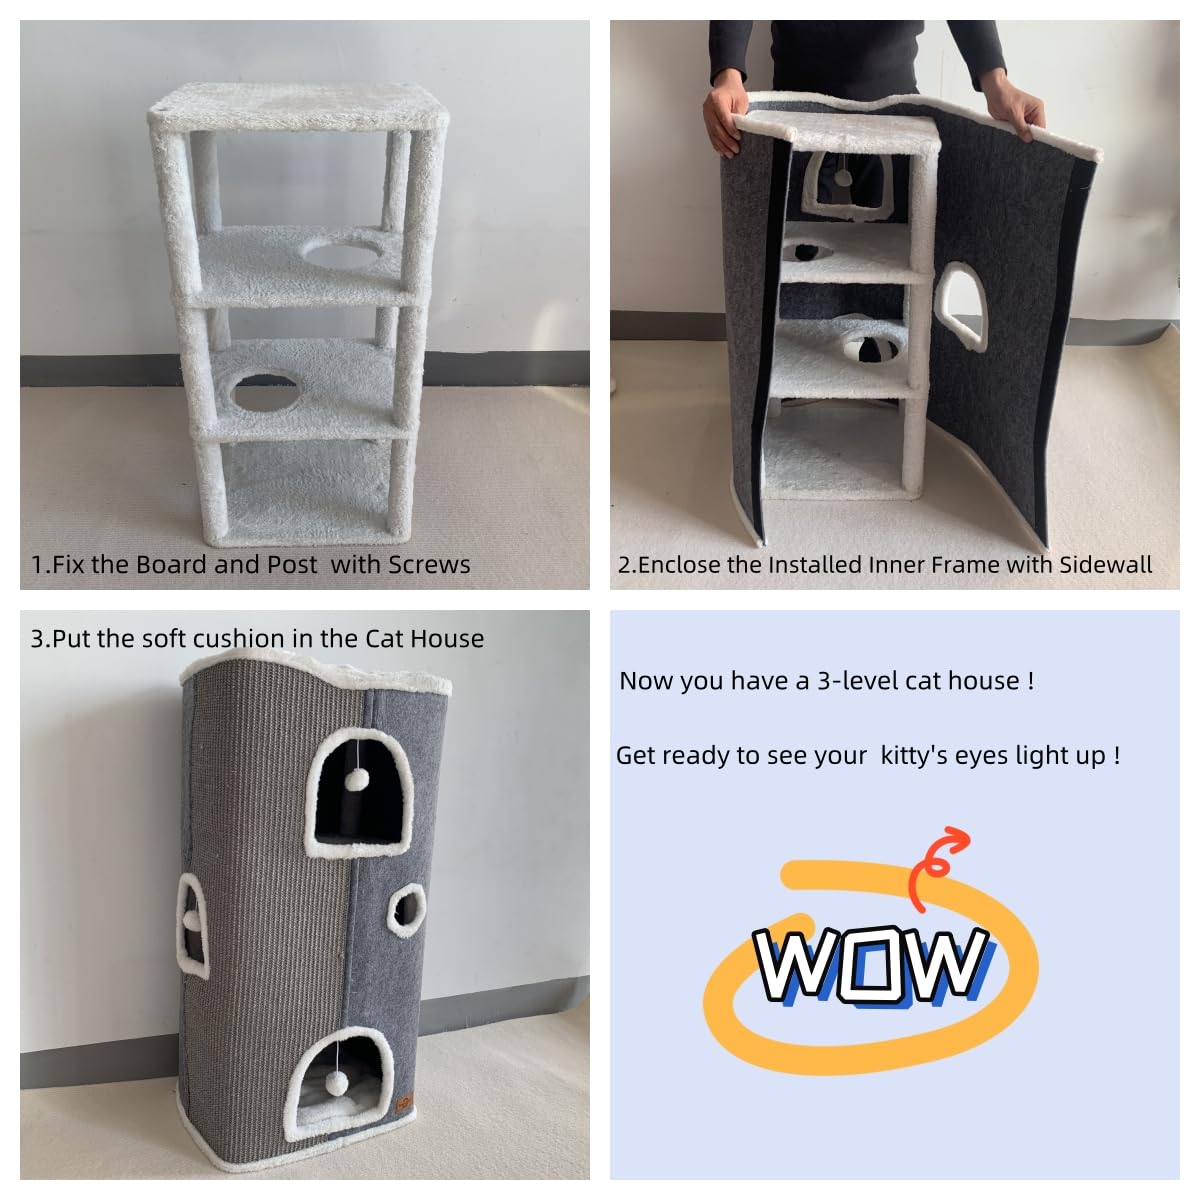 1.Fix the Board and Post  with Screws
2.Enclose the Installed Inner Frame with Sidewall
3.Put the soft cushion in the Cat House
Now you have a 3-level cat house !
Get ready to see your  kitty's eyes light up !
WOW